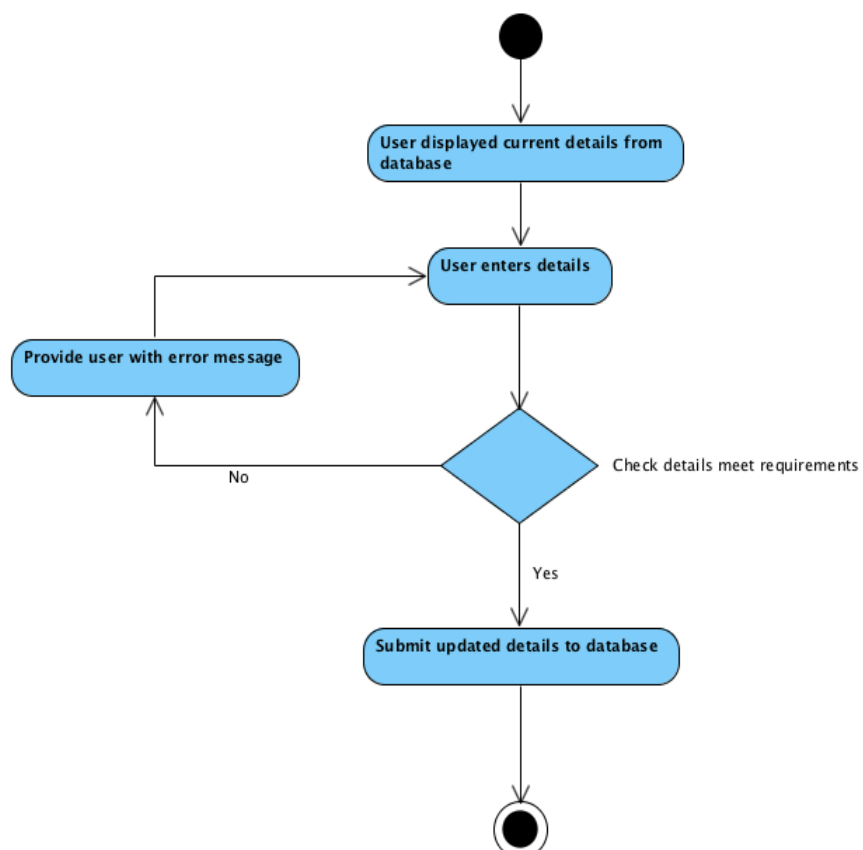 User displayed current details from
database
User enters details
Provide user with error message
Check details meet requirements
No
Yes
Submit updated details to database